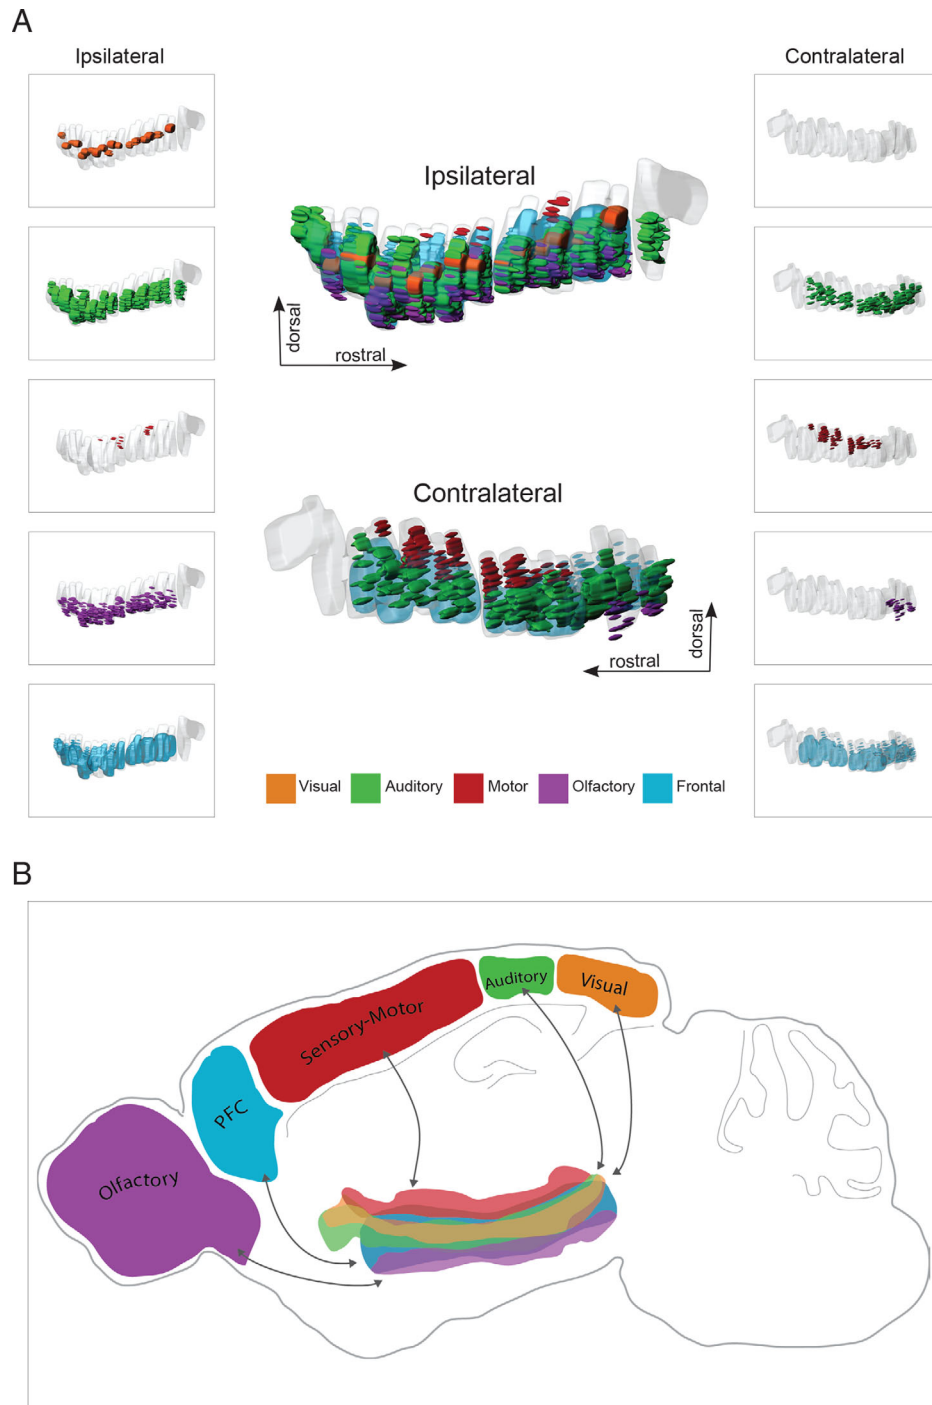 A
Ipsilateral
Contralateral
Ipsilateral
dorsal
rostral
Contralateral
dorsal
rostral
Visual
Auditory
Motor
Olfactory
Frontal
B
Olfactory
PFC
Sensory-Motor
Auditory
Visual